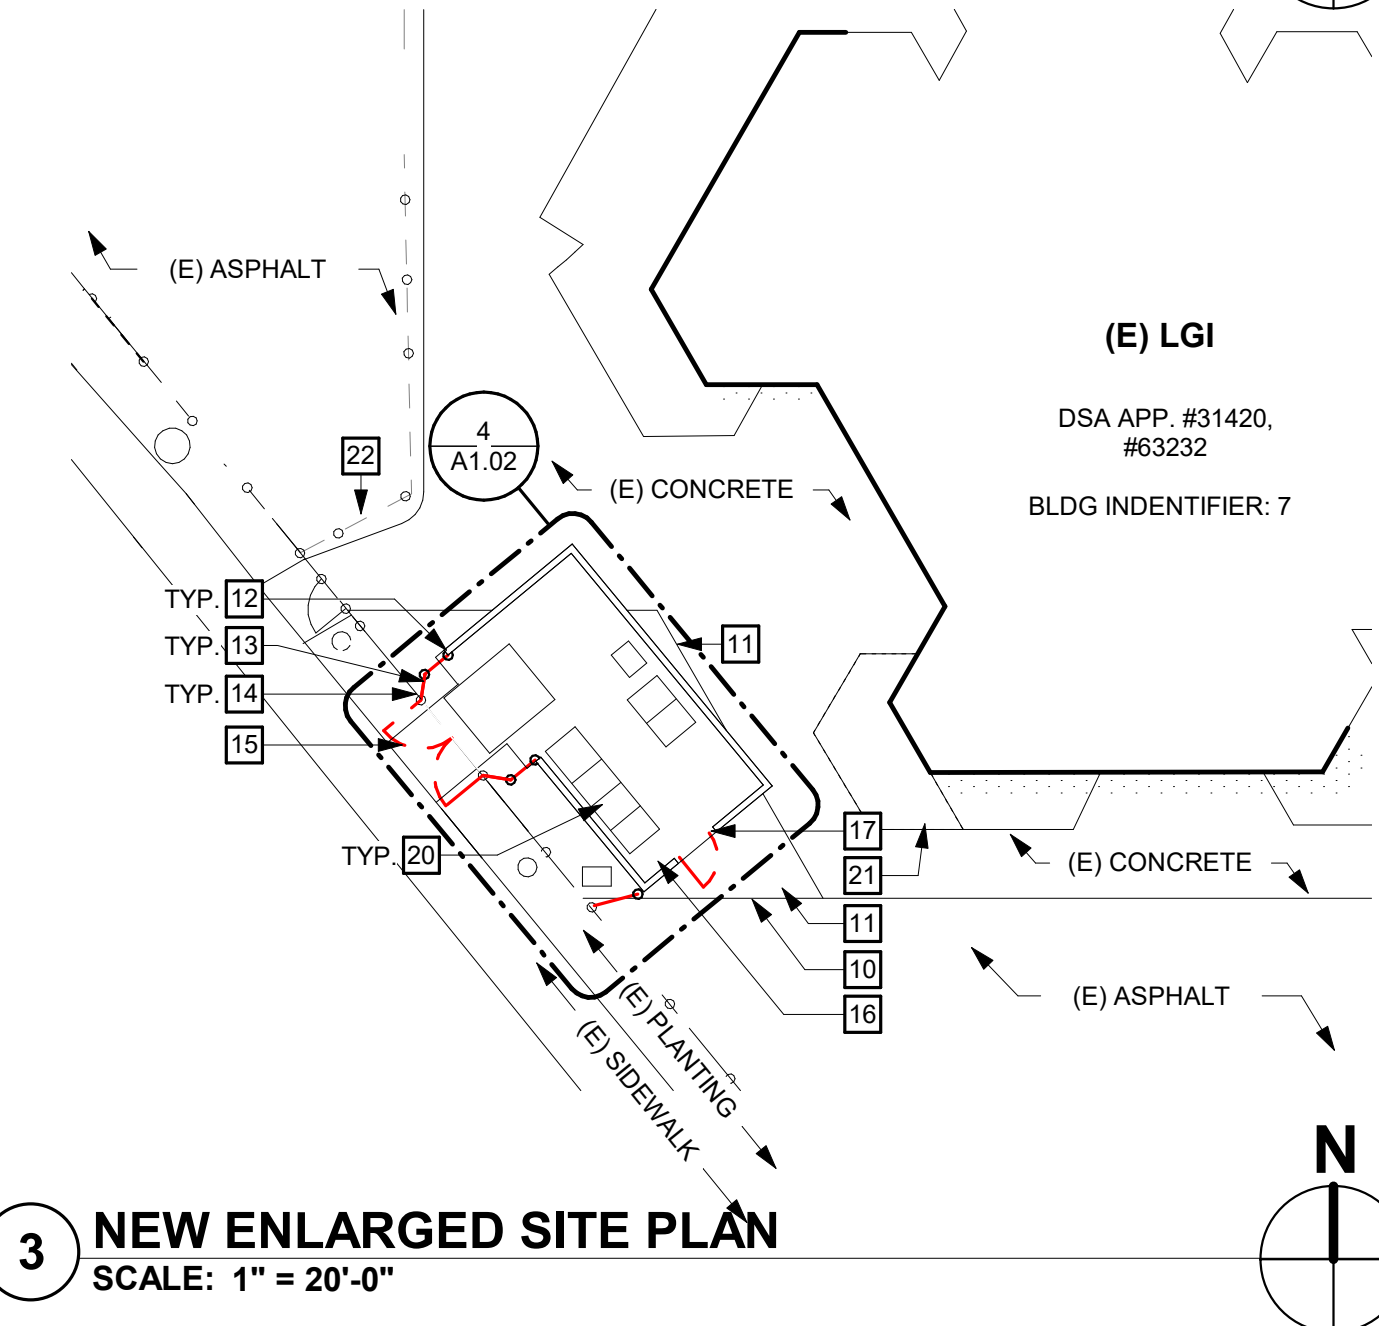 (E) ASPHALT
(E) LGI
DSA APP. #31420,
#63232
BLDG INDENTIFIER: 7
22
4
A1.02
(E) CONCRETE
TYP. 12
TYP. 13
TYP. 14
15
11
TYP. 20
17
21
11
10
16
(E) CONCRETE
(E) ASPHALT
(E) PLANTING
(E) SIDEWALK
N
3
NEW ENLARGED SITE PLAN
SCALE: 1" = 20'-0"